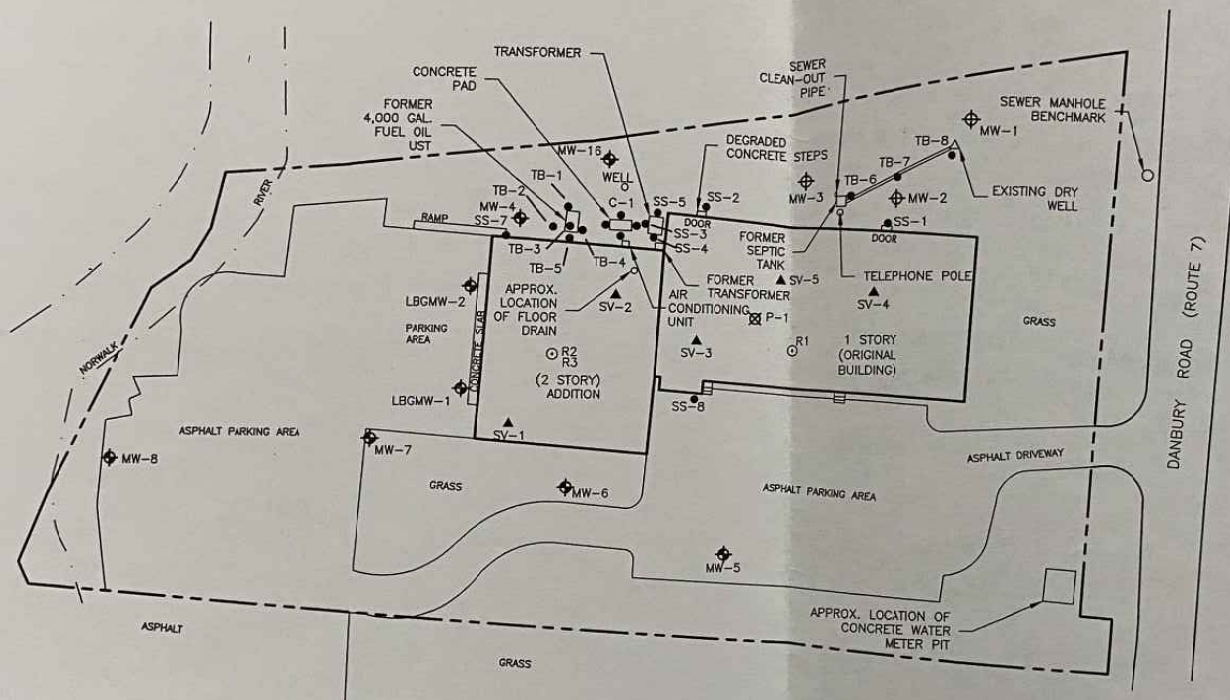 TRANSFORMER
CONCRETE
PAD
FORMER
4,000 GAL.
FUEL OIL
UST
SEWER
CLEAN-OUT
PIPE
SEWER MANHOLE
BENCHMARK
MW-1
TB-8
TB-7
TB-6
MW-2
MW-3
EXISTING DRY
WELL
DEGRADED
CONCRETE STEPS
MW-16
WELL
TB-1
TB-2
MW-4
SS-7
C-1
SS-5
SS-2
SS-3
SS-4
SS-1
DOOR
DOOR
RAMP
RIVER
NORWALK
TB-3
TB-5
TB-4
FORMER
SEPTIC
TANK
TELEPHONE POLE
FORMER
TRANSFORMER
AIR
CONDITIONING
UNIT
APPROX.
LOCATION
OF FLOOR
DRAIN
SV-2
SV-5
SV-4
P-1
SV-3
R1
1 STORY
(ORIGINAL
BUILDING)
GRASS
LBGMW-2
PARKING
AREA
CONCRETE SLAB
LBGMW-1
R2
R3
(2 STORY)
ADDITION
SV-1
SS-8
DANBURY ROAD (ROUTE 7)
ASPHALT PARKING AREA
MW-8
MW-7
GRASS
MW-6
ASPHALT DRIVEWAY
ASPHALT PARKING AREA
MW-5
APPROX. LOCATION OF
CONCRETE WATER
METER PIT
ASPHALT
GRASS